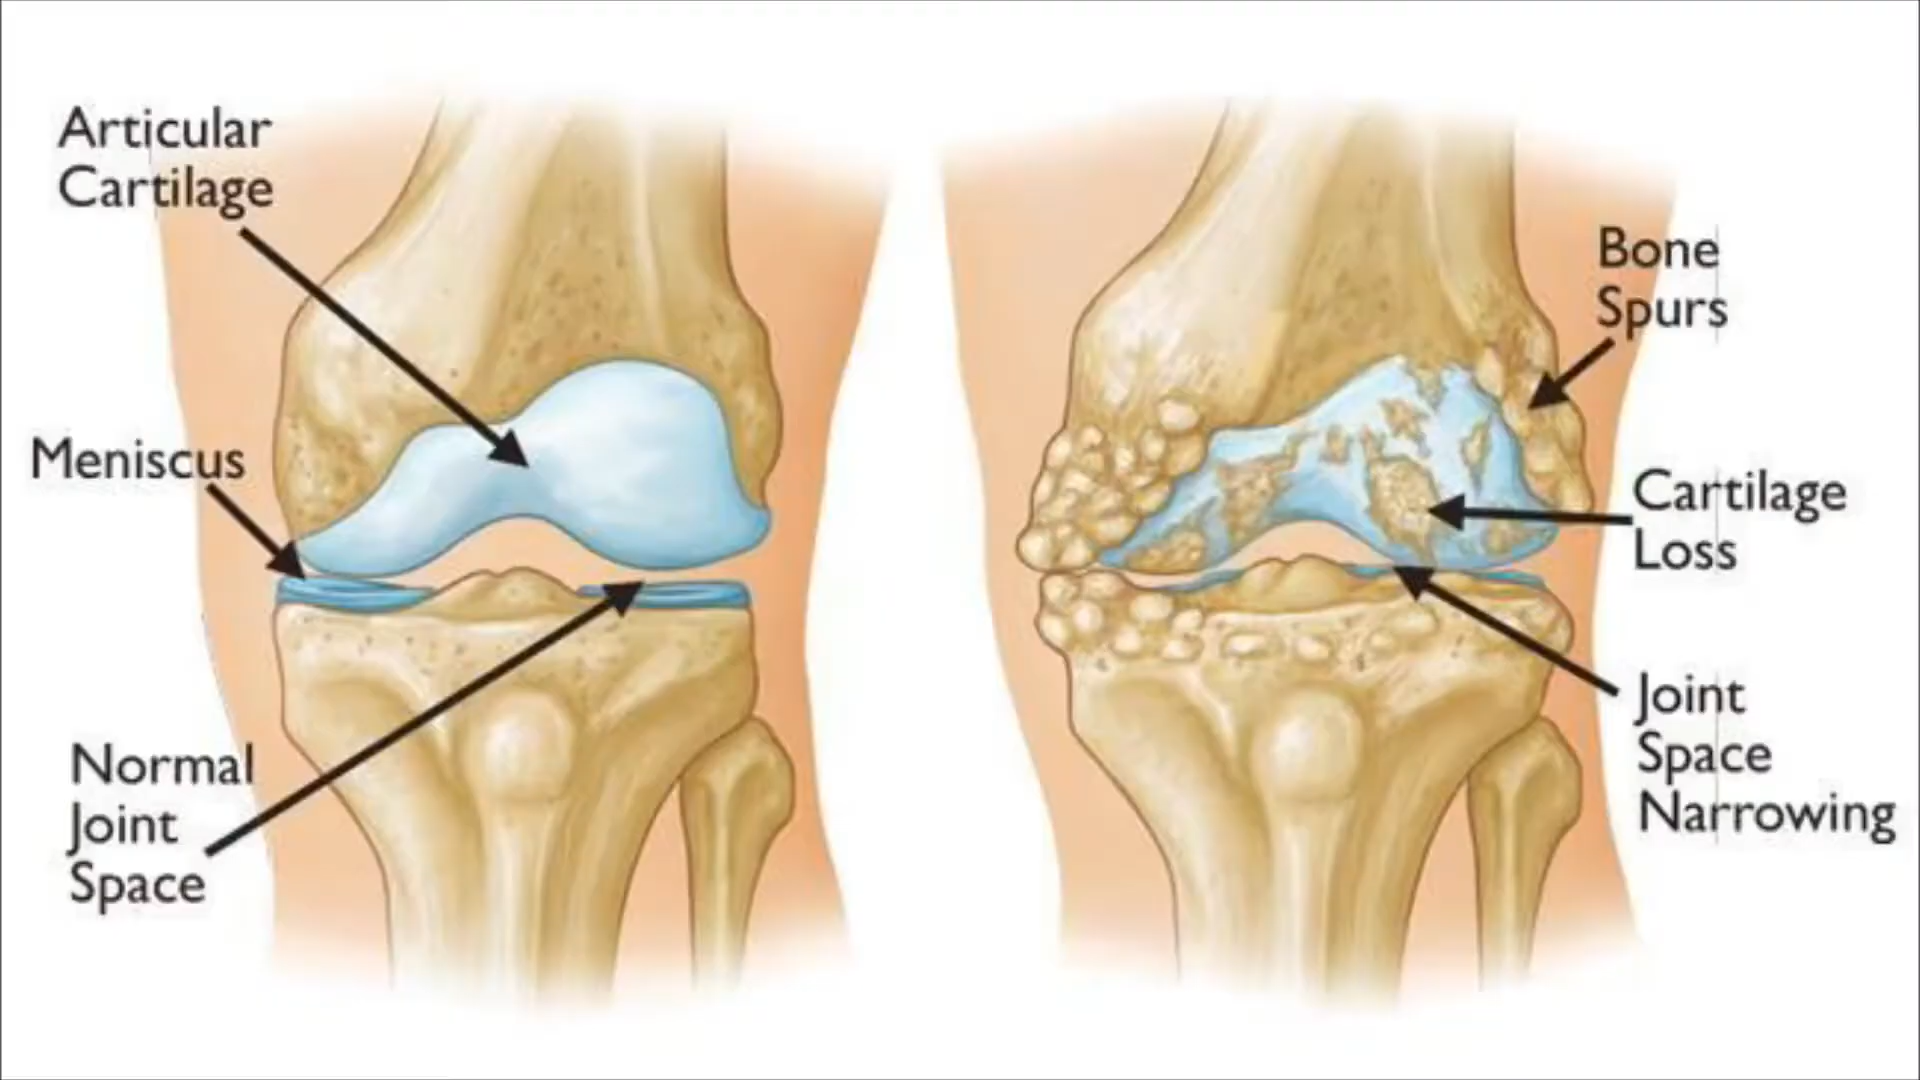 Articular
Cartilage
Meniscus
Normal
Joint
Space
Bone
Spurs
Cartilage
Loss
Joint
Space
Narrowing